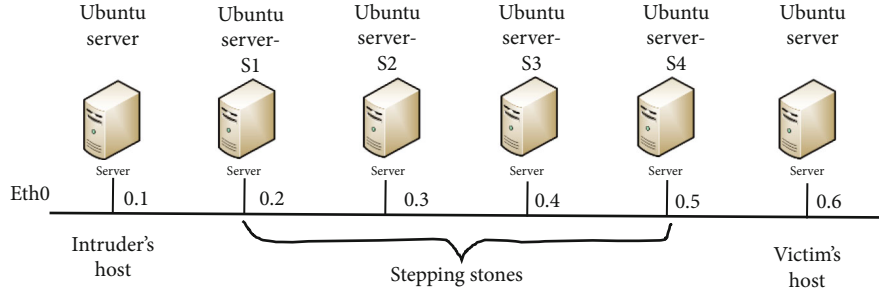 Ubuntu
server
Ubuntu
server-
S1
Ubuntu
server-
S2
Ubuntu
server-
S3
Ubuntu
server-
S4
Ubuntu
server
Server
Server
Server
Server
Server
Server
Eth0
0.1
0.2
0.3
0.4
0.5
0.6
Intruder's
host
Stepping stones
Victim's
host